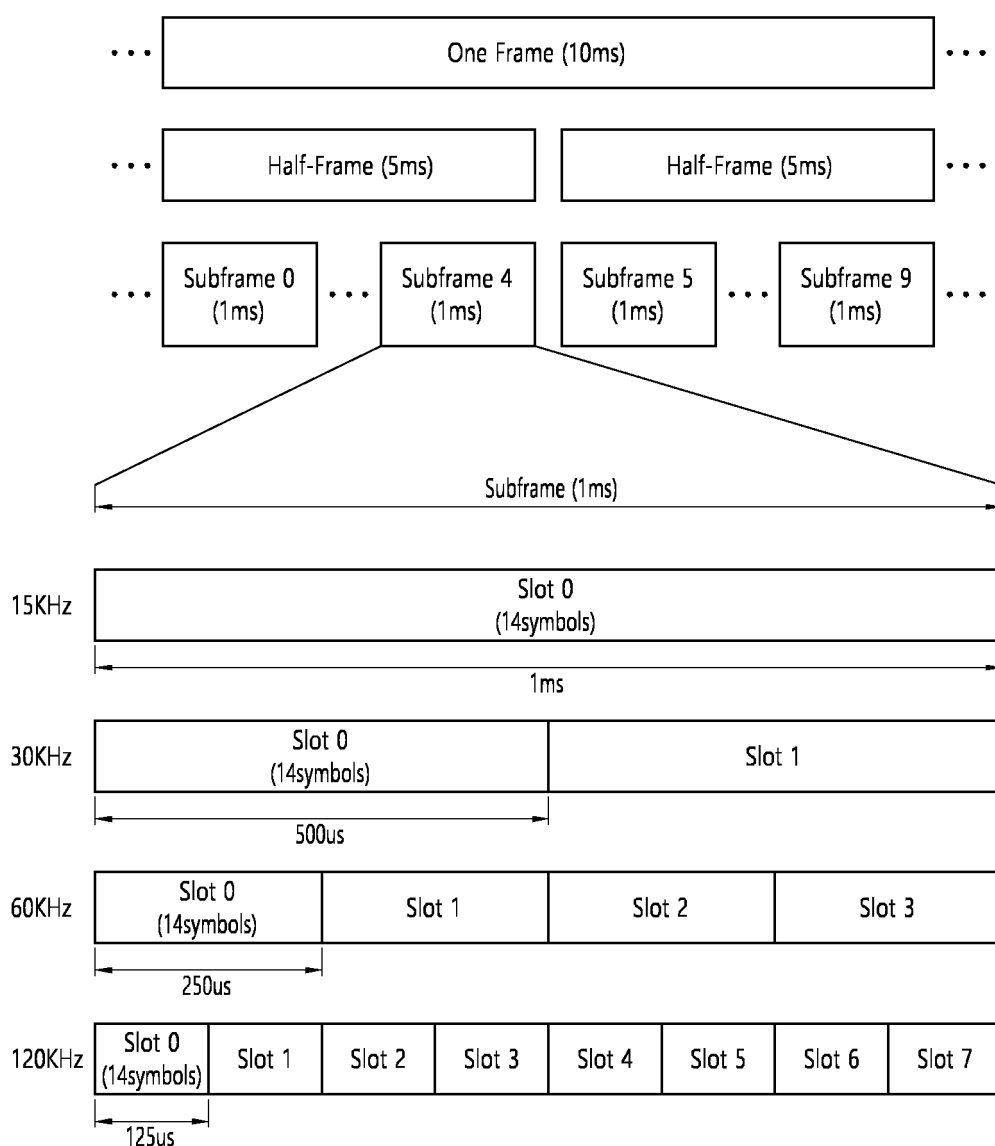 ··· One Frame (10ms) ···
··· Half-Frame (5ms) Half-Frame (5ms) ···
··· Subframe 0 ··· Subframe 4 Subframe 5 ··· Subframe 9 ···
(1ms) (1ms) (1ms) (1ms)
Subframe (1ms)
15KHz
Slot 0
(14symbols)
1ms
30KHz
Slot 0
(14symbols)
Slot 1
500us
60KHz
Slot 0
(14symbols)
Slot 1
Slot 2
Slot 3
250us
120KHz
Slot 0
(14symbols)
Slot 1
Slot 2
Slot 3
Slot 4
Slot 5
Slot 6
Slot 7
125us